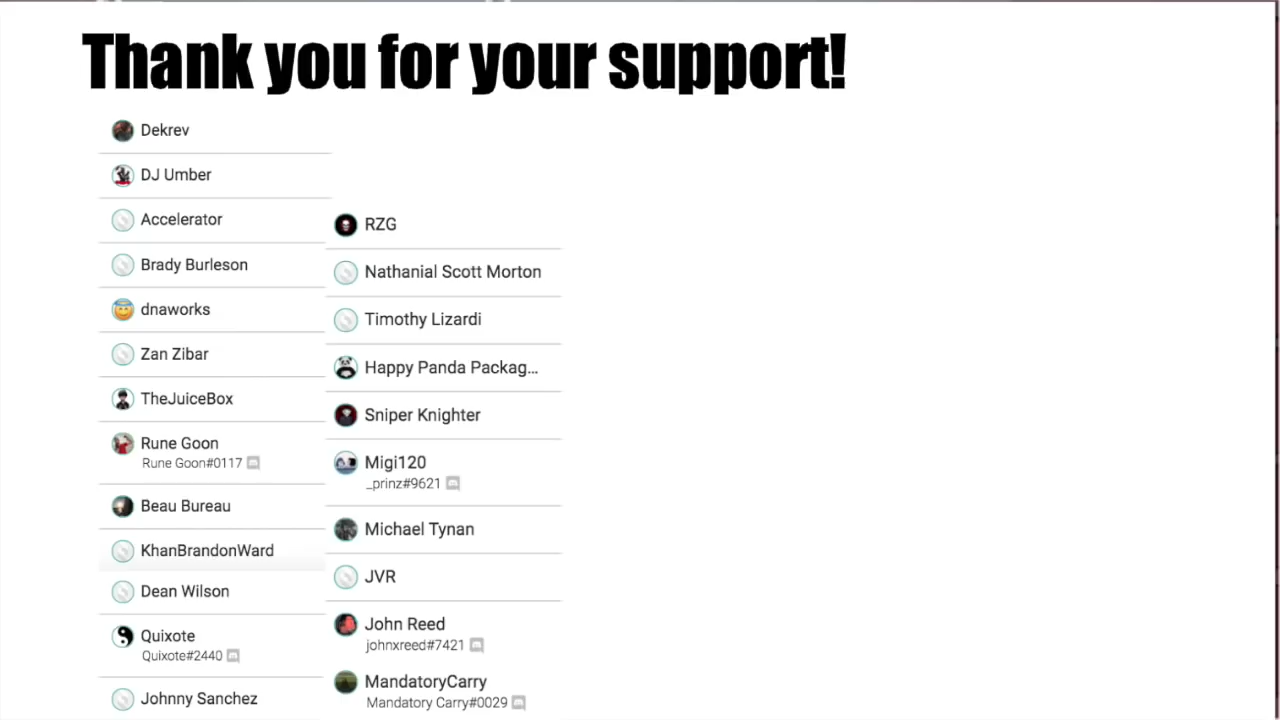 Thank you for your support!
Dekrev
DJ Umber
Accelerator
Brady Burleson
dnaworks
Zan Zibar
TheJuiceBox
Rune Goon
Rune Goon#0117
Beau Bureau
KhanBrandonWard
Dean Wilson
Quixote
Quixote#2440
Johnny Sanchez
RZG
Nathanial Scott Morton
Timothy Lizardi
Happy Panda Packag...
Sniper Knighter
Migi120
_prinz#9621
Michael Tynan
JVR
John Reed
johnxreed#7421
MandatoryCarry
Mandatory Carry#0029